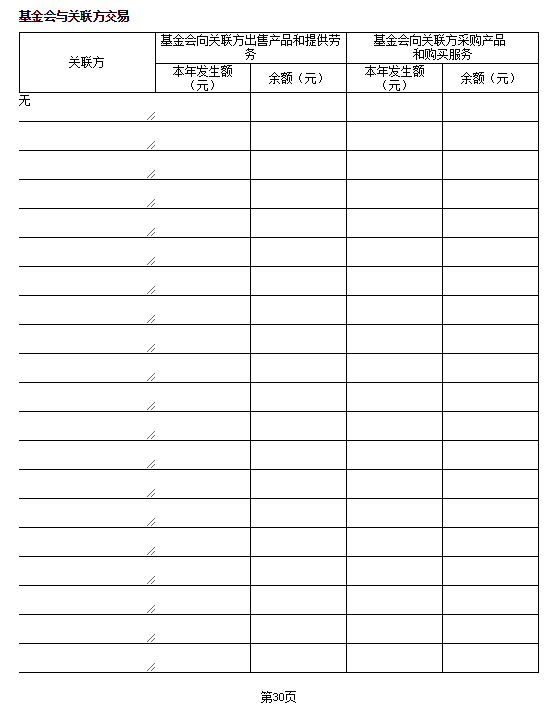 基金会与关联方交易
关联方
基金会向关联方出售产品和提供劳
务
基金会向关联方采购产品
和购买服务
本年发生额
（元）
余额（元）
本年发生额
（元）
余额（元）
无
第30页